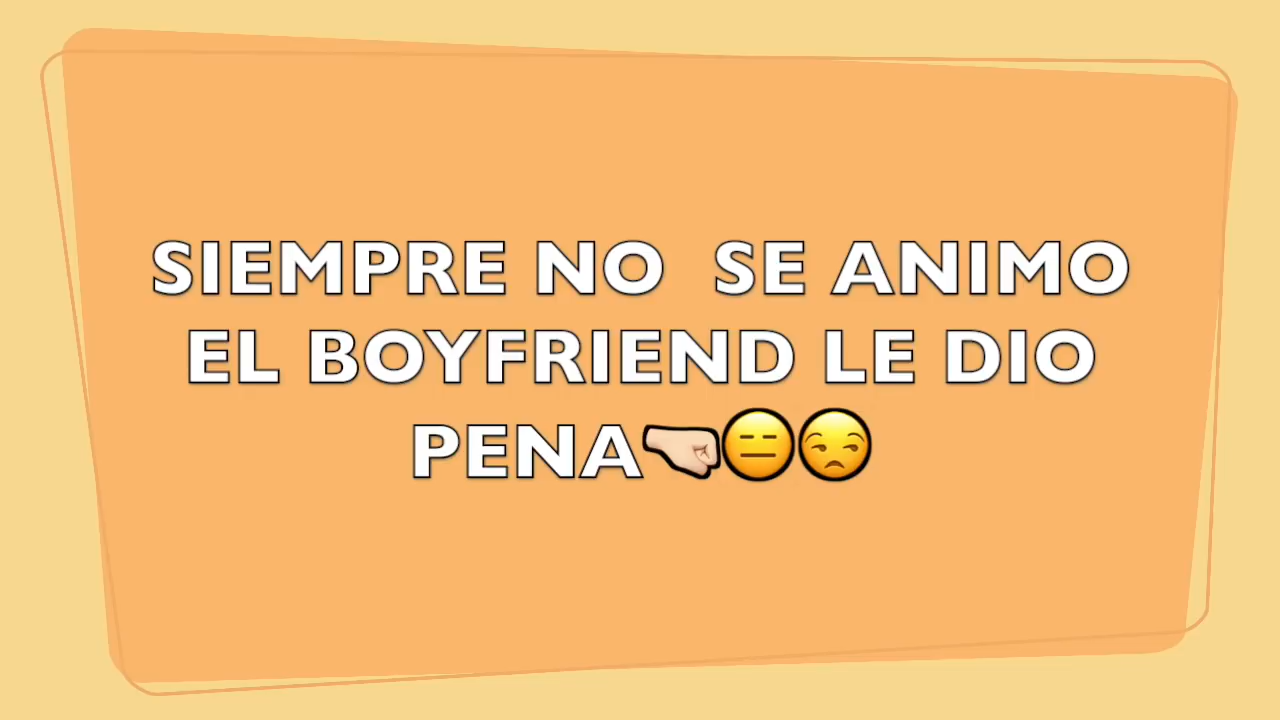 SIEMPRE NO  SE ANIMO
EL BOYFRIEND LE DIO
PENA🤜🏻😑😒